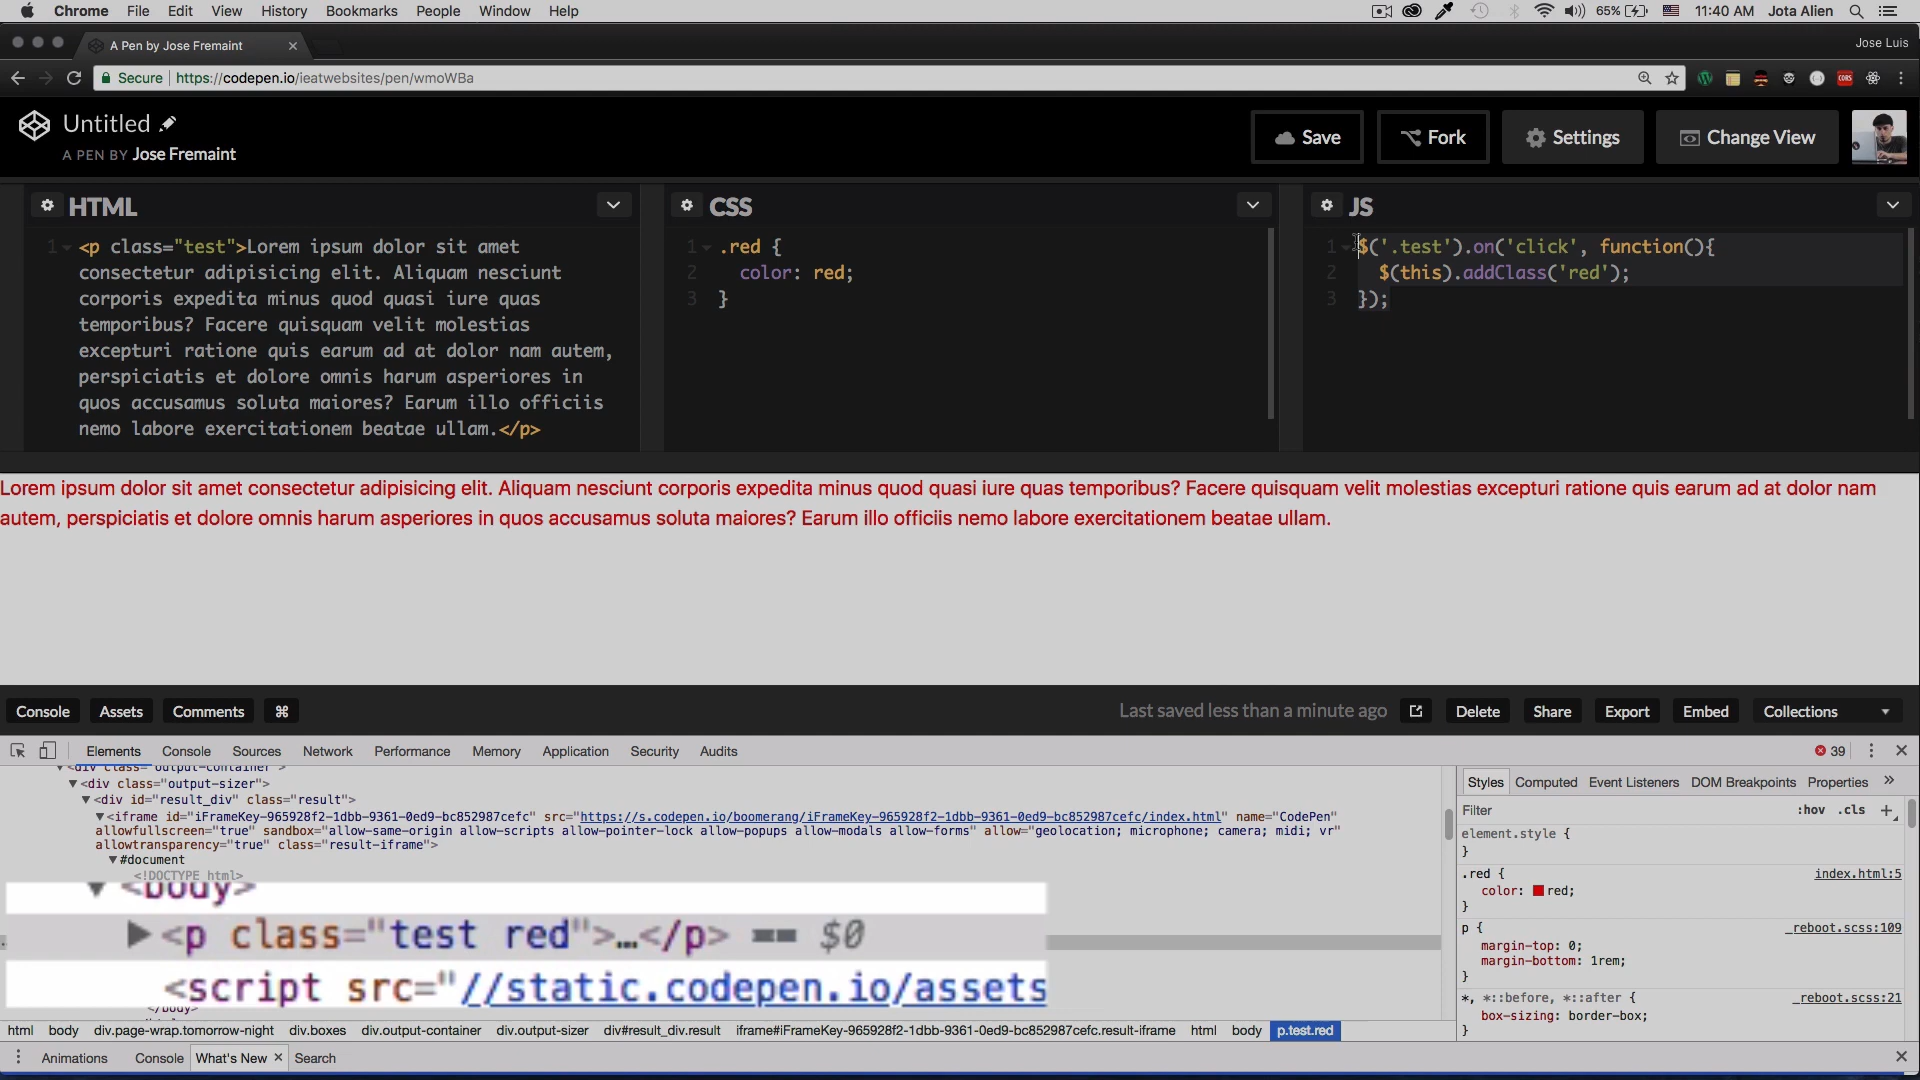 Chrome File Edit View History Bookmarks People Window Help
65% 11:40 AM Jota Alien
A Pen by Jose Fremaint
Jose Luis
Secure https://codepen.io/ieatwebsites/pen/wmoWBa
Untitled
A PEN BY Jose Fremaint
Save Fork Settings Change View
HTML
1 <p class="test">Lorem ipsum dolor sit amet
consectetur adipisicing elit. Aliquam nesciunt
corporis expedita minus quod quasi iure quas
temporibus? Facere quisquam velit molestias
excepturi ratione quis earum ad at dolor nam autem,
perspiciatis et dolore omnis harum asperiores in
quos accusamus soluta maiores? Earum illo officiis
nemo labore exercitationem beatae ullam.</p>
CSS
1 .red {
2 color: red;
3 }
JS
1 $('.test').on('click', function(){
2 $(this).addClass('red');
3 });
Lorem ipsum dolor sit amet consectetur adipisicing elit. Aliquam nesciunt corporis expedita minus quod quasi iure quas temporibus? Facere quisquam velit molestias excepturi ratione quis earum ad at dolor nam
autem, perspiciatis et dolore omnis harum asperiores in quos accusamus soluta maiores? Earum illo officiis nemo labore exercitationem beatae ullam.
Console Assets Comments ⌘
Last saved less than a minute ago Delete Share Export Embed Collections
Elements Console Sources Network Performance Memory Application Security Audits
39
<div class="output-container">
<div class="output-sizer">
<div id="result_div" class="result">
<iframe id="iFrameKey-965928f2-1dbb-9361-0ed9-bc852987cefc" src="https://s.codepen.io/boomerang/iFrameKey-965928f2-1dbb-9361-0ed9-bc852987cefc/index.html" name="CodePen"
allowfullscreen="true" sandbox="allow-same-origin allow-scripts allow-pointer-lock allow-popups allow-modals allow-forms" allow="geolocation; microphone; camera; midi; vr"
allowtransparency="true" class="result-iframe">
#document
<!DOCTYPE html>
<body>
<p class="test red">…</p> == $0
<script src="//static.codepen.io/assets
</body>
Styles Computed Event Listeners DOM Breakpoints Properties »
Filter :hov .cls +
element.style {
}
.red { index.html:5
color: red;
}
p { _reboot.scss:109
margin-top: 0;
margin-bottom: 1rem;
}
*, *::before, *::after { _reboot.scss:21
box-sizing: border-box;
}
html body div.page-wrap.tomorrow-night div.boxes div.output-container div.output-sizer div#result_div.result iframe#iFrameKey-965928f2-1dbb-9361-0ed9-bc852987cefc.result-iframe html body p.test.red
Animations Console What's New × Search